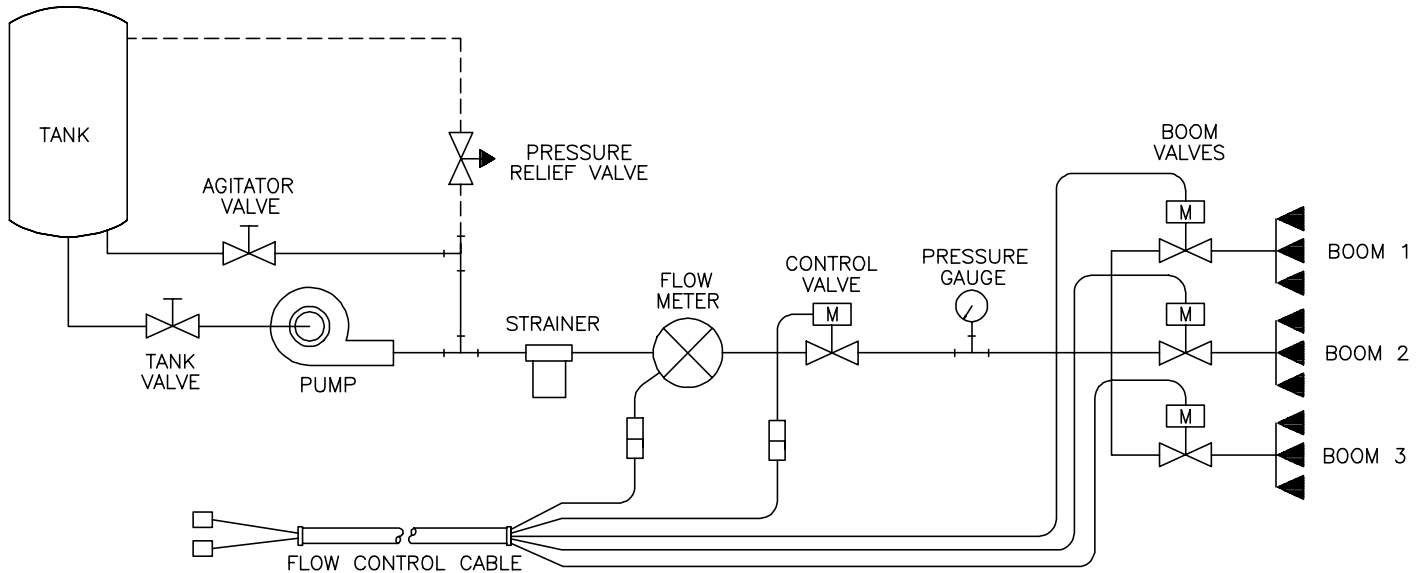 TANK
PRESSURE
RELIEF VALVE
AGITATOR
VALVE
TANK
VALVE
PUMP
STRAINER
FLOW
METER
CONTROL
VALVE
M
PRESSURE
GAUGE
BOOM
VALVES
M
BOOM 1
M
BOOM 2
M
BOOM 3
FLOW CONTROL CABLE